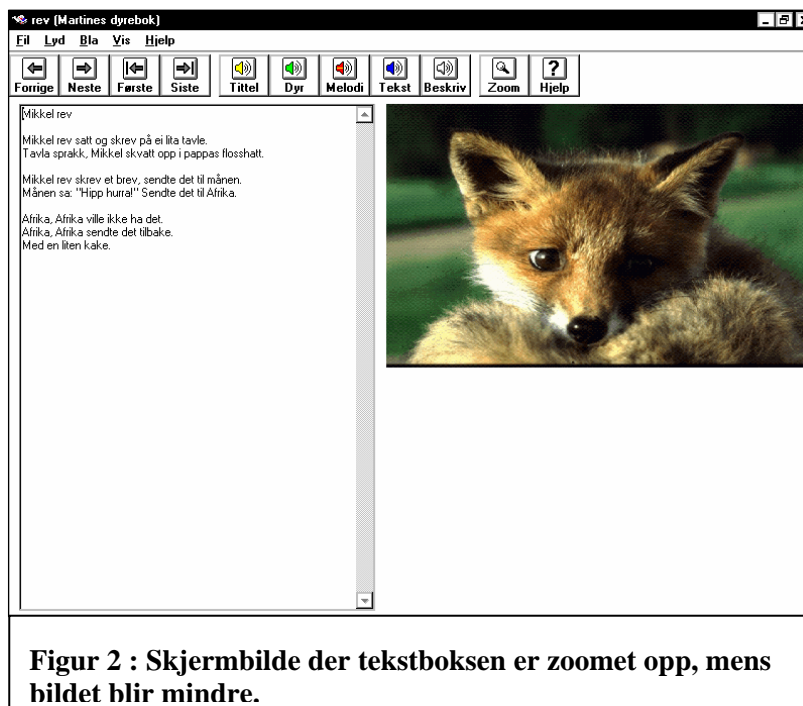 rev (Martines dyrebok)
Fil Lyd Bla Vis Hjelp
Forrige Neste Første Siste Tittel Dyr Melodi Tekst Beskriv Zoom Hjelp
Mikkel rev
Mikkel rev satt og skrev på ei lita tavle.
Tavla sprakk, Mikkel skvatt opp i pappas flosshatt.
Mikkel rev skrev et brev, sendte det til månen.
Månen sa: "Hipp hurra!" Sendte det til Afrika.
Afrika, Afrika ville ikke ha det.
Afrika, Afrika sendte det tilbake.
Med en liten kake.
Figur 2 : Skjermbilde der tekstboksen er zoomet opp, mens
bildet blir mindre.